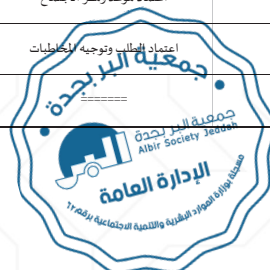 اعتماد الطلب وتوجيه المخاطبات
=======
جمعية البر بجدة
جمعية البر بجدة
Albir Society Jeddah
الإدارة العامة
مسجلة بوزارة الموارد البشرية والتنمية الاجتماعية برقم